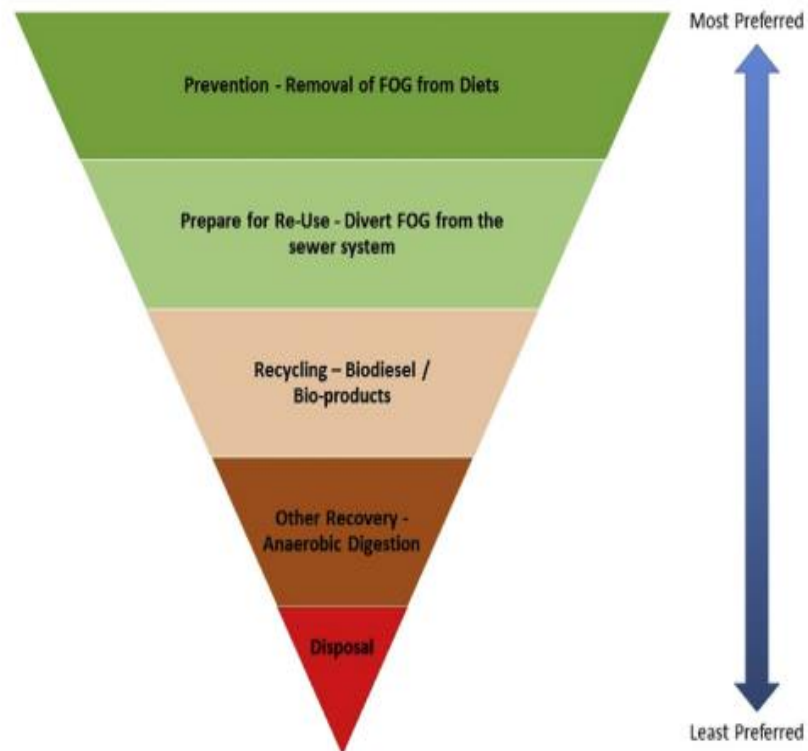 Most Preferred
Prevention - Removal of FOG from Diets
Prepare for Re-Use - Divert FOG from the
sewer system
Recycling – Biodiesel /
Bio-products
Other Recovery -
Anaerobic Digestion
Disposal
Least Preferred